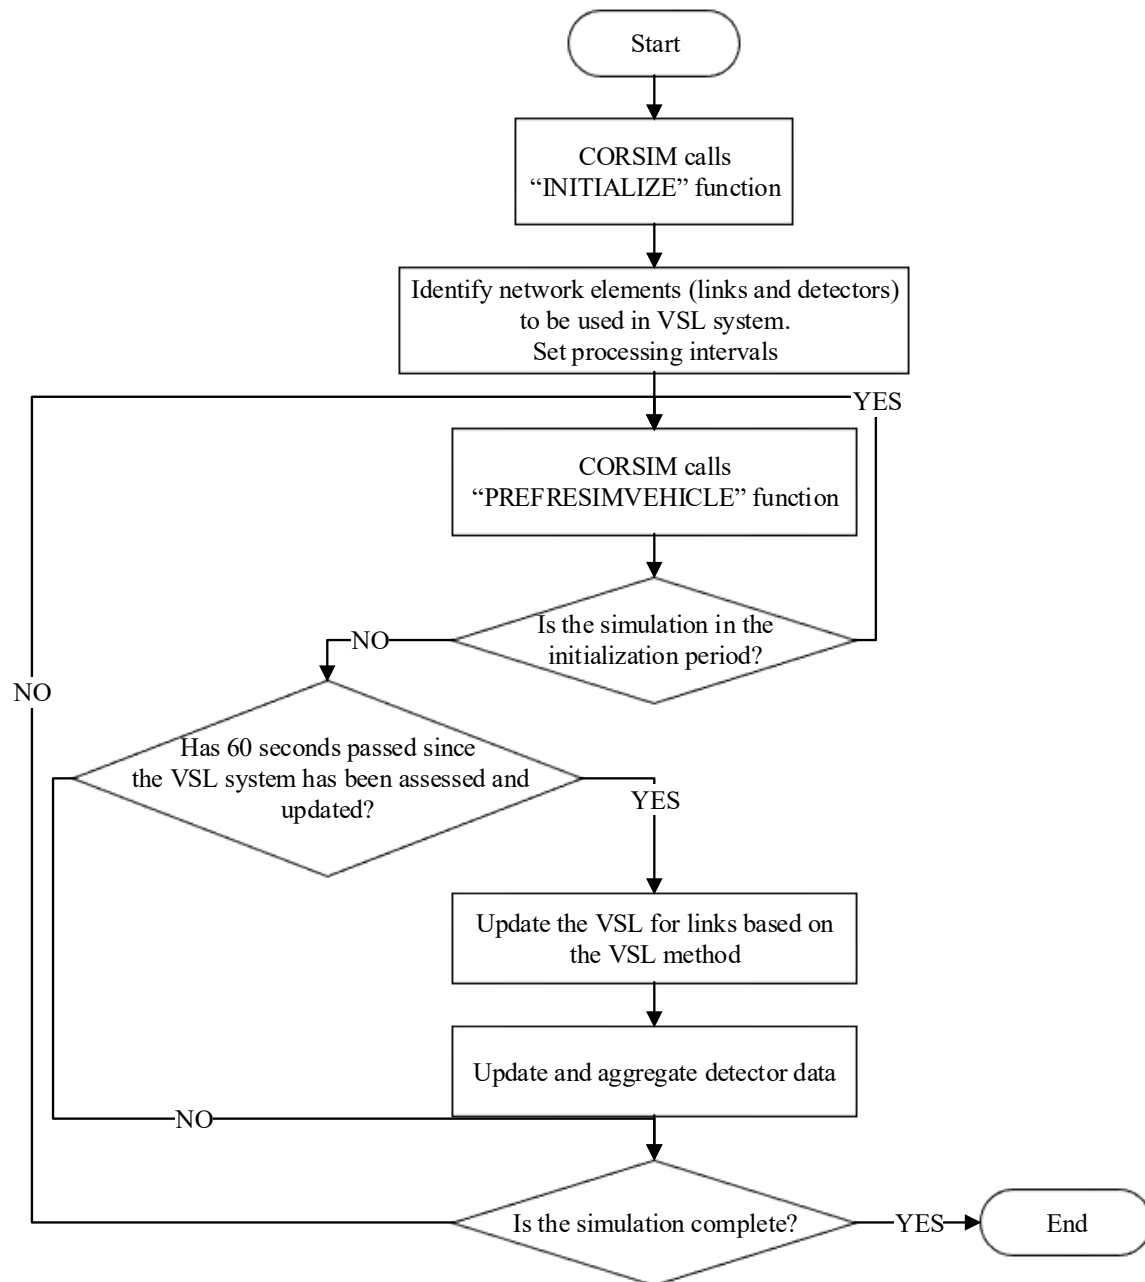 Start
CORSIM calls
“INITIALIZE” function
Identify network elements (links and detectors)
to be used in VSL system.
Set processing intervals
YES
CORSIM calls
“PREFRESIMVEHICLE” function
Is the simulation in the
initialization period?
NO
NO
Has 60 seconds passed since
the VSL system has been assessed and
updated?
YES
Update the VSL for links based on
the VSL method
Update and aggregate detector data
NO
Is the simulation complete?
YES
End